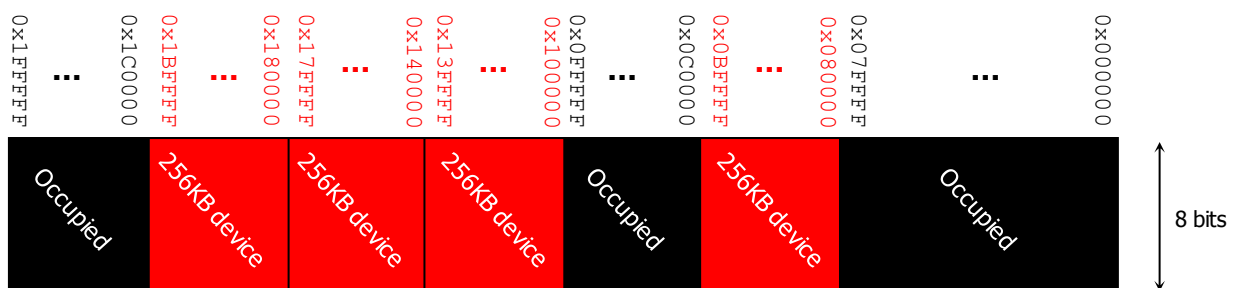 0x1FFFFF
...
0x1C0000
0x1BFFFF
...
0x180000
0x17FFFF
...
0x140000
0x13FFFF
...
0x100000
0x0FFFFF
...
0x0C0000
0x0BFFFF
...
0x080000
0x07FFFF
...
0x000000
Occupied
256KB device
256KB device
256KB device
Occupied
256KB device
Occupied
8 bits